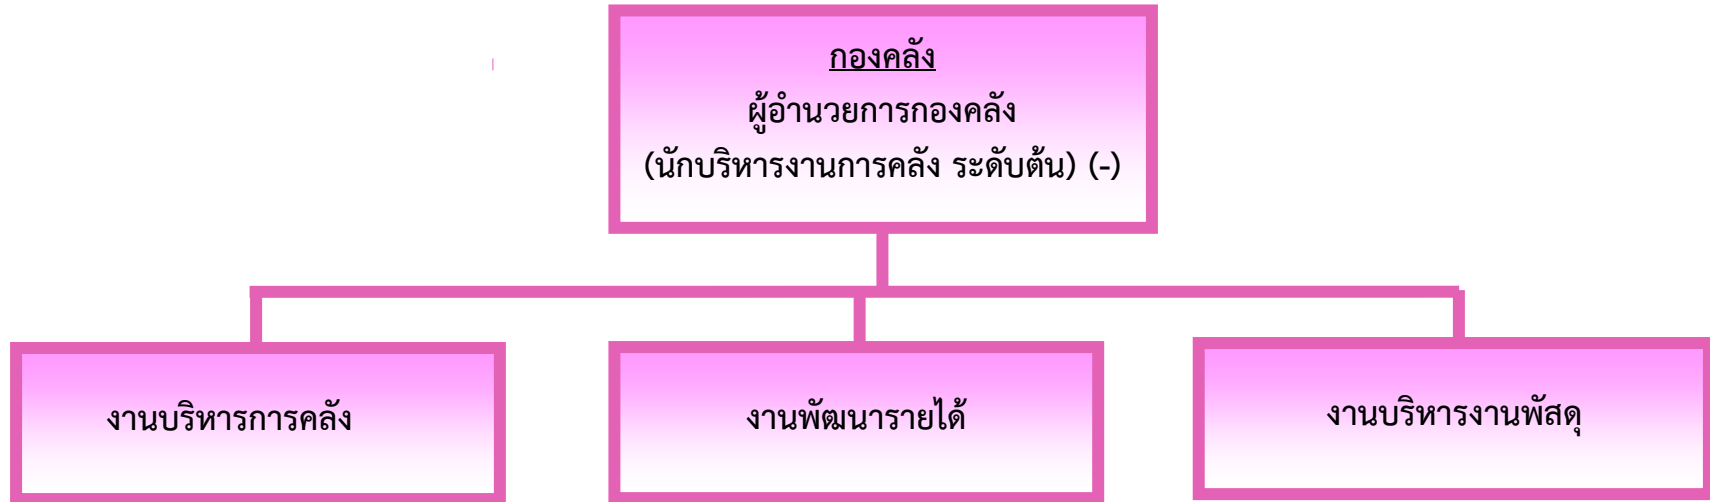 กองคลัง
ผู้อำนวยการกองคลัง
(นักบริหารงานการคลัง ระดับต้น) (-)
งานบริหารการคลัง
งานพัฒนารายได้
งานบริหารงานพัสดุ